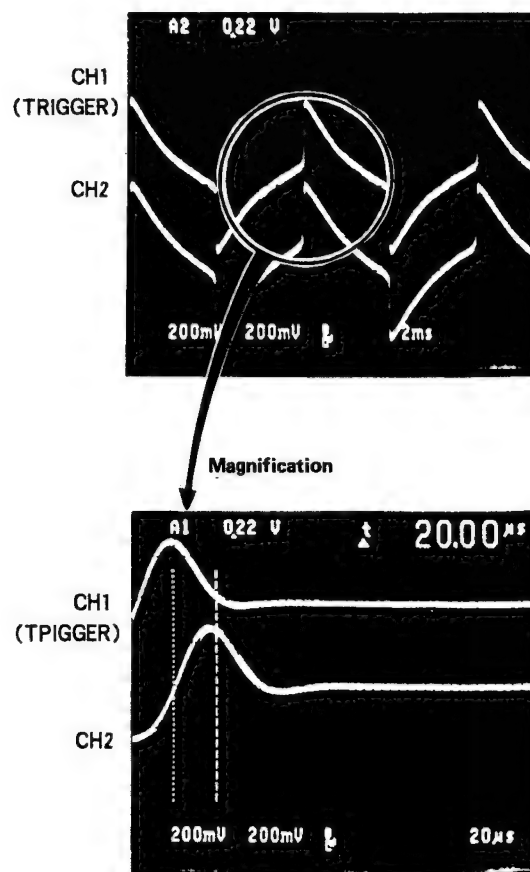 A2 0.22 V
CH1
(TRIGGER)
CH2
200mV 200mV 2ms
Magnification
A1 0.22 V t 20.00µs
CH1
(TPIGGER)
CH2
200mV 200mV 20µs